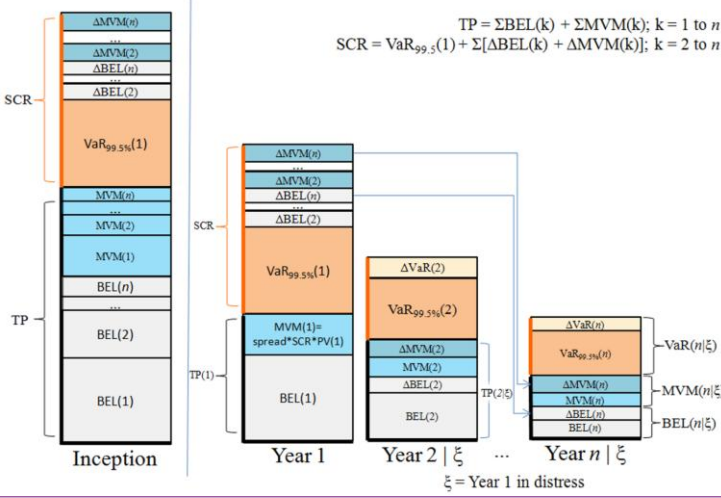 TP = ΣBEL(k) + ΣMVM(k); k = 1 to n
SCR = VaR99.5(1) + Σ[ΔBEL(k) + ΔMVM(k)]; k = 2 to n
SCR
ΔMVM(n)
...
ΔMVM(2)
ΔBEL(n)
...
ΔBEL(2)
VaR99.5%(1)
TP
MVM(n)
...
MVM(2)
MVM(1)
BEL(n)
...
BEL(2)
BEL(1)
Inception
SCR
ΔMVM(n)
...
ΔMVM(2)
ΔBEL(n)
...
ΔBEL(2)
VaR99.5%(1)
TP(1)
MVM(1)=
spread*SCR*PV(1)
BEL(1)
Year 1
ΔVaR(2)
VaR99.5%(2)
ΔMVM(2)
MVM(2)
ΔBEL(2)
BEL(2)
TP(2|ξ)
Year 2 | ξ
...
ΔVaR(n)
VaR99.5%(n)
ΔMVM(n)
MVM(n)
ΔBEL(n)
BEL(n)
VaR(n|ξ)
MVM(n|ξ)
BEL(n|ξ)
Year n | ξ
ξ = Year 1 in distress